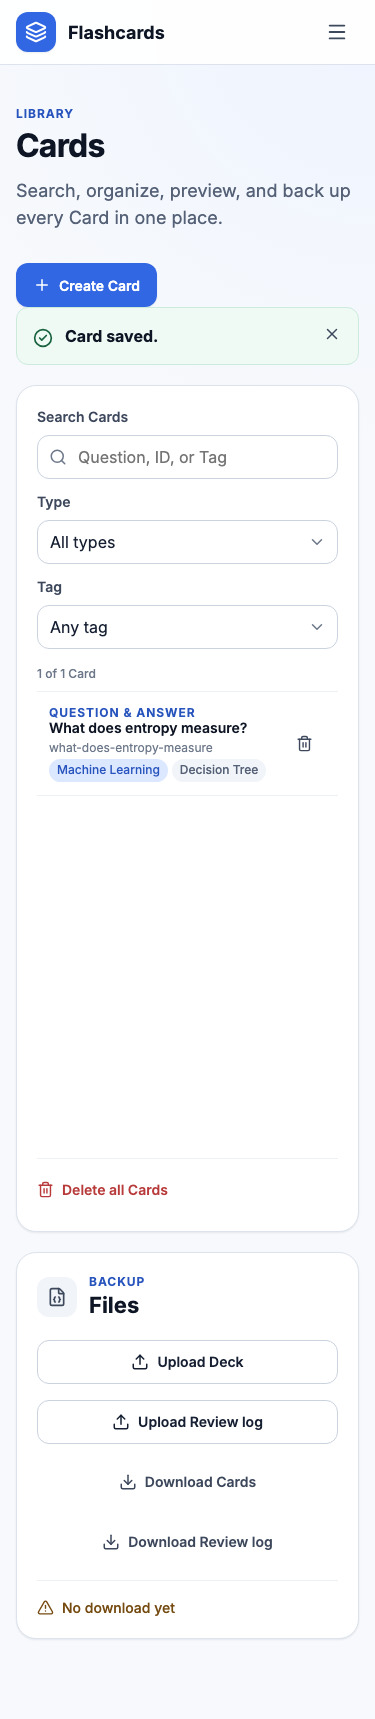 Flashcards
LIBRARY
Cards
Search, organize, preview, and back up
every Card in one place.
Create Card
Card saved.
Search Cards
Question, ID, or Tag
Type
All types
Tag
Any tag
1 of 1 Card
QUESTION & ANSWER
What does entropy measure?
what-does-entropy-measure
Machine Learning Decision Tree
Delete all Cards
BACKUP
Files
Upload Deck
Upload Review log
Download Cards
Download Review log
No download yet